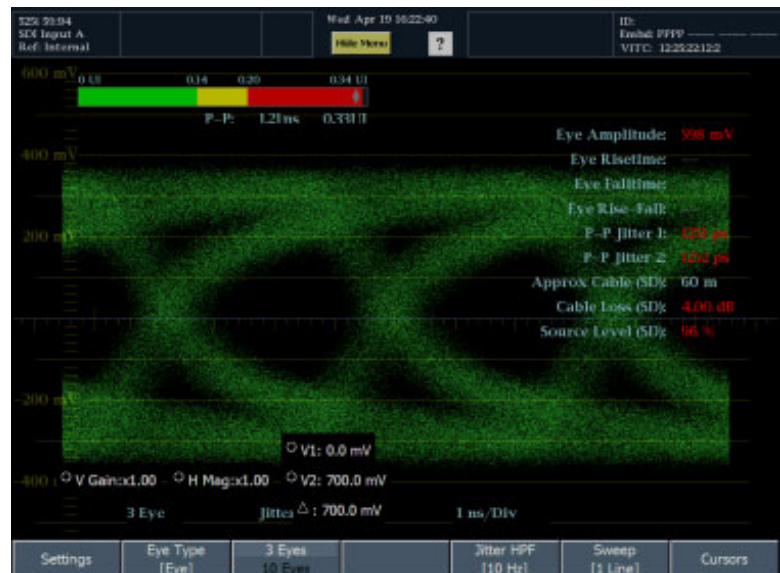 525i 59.94
SDI Input A
Ref: Internal
Wed Apr 19 16:22:40
Hide Menu
?
ID:
Embd: PPPP ---- ---- ----
VITC: 12:25:22:12:2
600 mV
0 UI 0.14 0.20 0.34 UI
P-P: 1.21ns 0.33UI
Eye Amplitude: 598 mV
400 mV
Eye Risetime: ---
Eye Falltime:
Eye Rise-Fall:
200 mV
P-P Jitter 1:
P-P Jitter 2: 1212 ps
Approx Cable (SD): 60 m
Cable Loss (SD): 4.00 dB
Source Level (SD): 96 %
-200 mV
V1: 0.0 mV
-400
V Gain:x1.00
H Mag:x1.00
V2: 700.0 mV
3 Eye
Jitter
Δ : 700.0 mV
1 ns/Div
Settings
Eye Type
[Eye]
3 Eyes
10 Eyes
Jitter HPF
[10 Hz]
Sweep
[1 Line]
Cursors